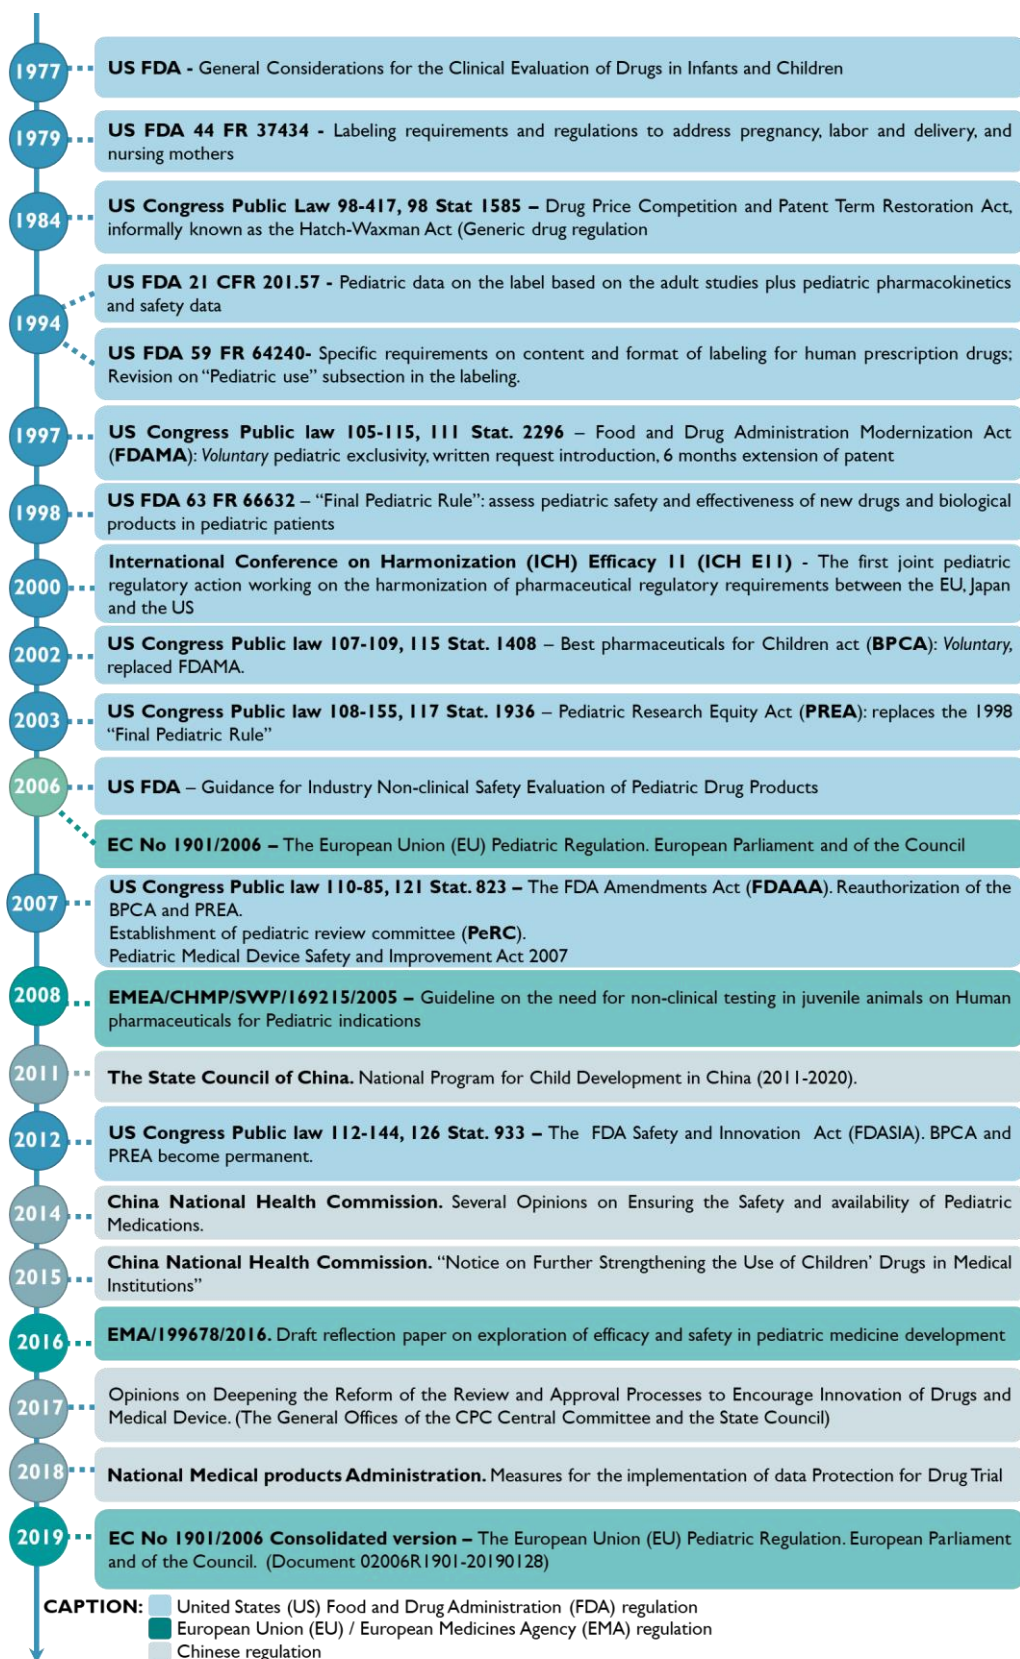 1977
US FDA - General Considerations for the Clinical Evaluation of Drugs in Infants and Children
1979
US FDA 44 FR 37434 - Labeling requirements and regulations to address pregnancy, labor and delivery, and
nursing mothers
1984
US Congress Public Law 98-417, 98 Stat 1585 – Drug Price Competition and Patent Term Restoration Act,
informally known as the Hatch-Waxman Act (Generic drug regulation
1994
US FDA 21 CFR 201.57 - Pediatric data on the label based on the adult studies plus pediatric pharmacokinetics
and safety data
US FDA 59 FR 64240- Specific requirements on content and format of labeling for human prescription drugs;
Revision on “Pediatric use” subsection in the labeling.
1997
US Congress Public law 105-115, 111 Stat. 2296 – Food and Drug Administration Modernization Act
(FDAMA): Voluntary pediatric exclusivity, written request introduction, 6 months extension of patent
1998
US FDA 63 FR 66632 – “Final Pediatric Rule”: assess pediatric safety and effectiveness of new drugs and biological
products in pediatric patients
2000
International Conference on Harmonization (ICH) Efficacy 11 (ICH E11) - The first joint pediatric
regulatory action working on the harmonization of pharmaceutical regulatory requirements between the EU, Japan
and the US
2002
US Congress Public law 107-109, 115 Stat. 1408 – Best pharmaceuticals for Children act (BPCA): Voluntary,
replaced FDAMA.
2003
US Congress Public law 108-155, 117 Stat. 1936 – Pediatric Research Equity Act (PREA): replaces the 1998
“Final Pediatric Rule”
2006
US FDA – Guidance for Industry Non-clinical Safety Evaluation of Pediatric Drug Products
EC No 1901/2006 – The European Union (EU) Pediatric Regulation. European Parliament and of the Council
2007
US Congress Public law 110-85, 121 Stat. 823 – The FDA Amendments Act (FDAAA). Reauthorization of the
BPCA and PREA.
Establishment of pediatric review committee (PeRC).
Pediatric Medical Device Safety and Improvement Act 2007
2008
EMEA/CHMP/SWP/169215/2005 – Guideline on the need for non-clinical testing in juvenile animals on Human
pharmaceuticals for Pediatric indications
2011
The State Council of China. National Program for Child Development in China (2011-2020).
2012
US Congress Public law 112-144, 126 Stat. 933 – The FDA Safety and Innovation Act (FDASIA). BPCA and
PREA become permanent.
2014
China National Health Commission. Several Opinions on Ensuring the Safety and availability of Pediatric
Medications.
2015
China National Health Commission. “Notice on Further Strengthening the Use of Children’ Drugs in Medical
Institutions”
2016
EMA/199678/2016. Draft reflection paper on exploration of efficacy and safety in pediatric medicine development
2017
Opinions on Deepening the Reform of the Review and Approval Processes to Encourage Innovation of Drugs and
Medical Device. (The General Offices of the CPC Central Committee and the State Council)
2018
National Medical products Administration. Measures for the implementation of data Protection for Drug Trial
2019
EC No 1901/2006 Consolidated version – The European Union (EU) Pediatric Regulation. European Parliament
and of the Council. (Document 02006R1901-20190128)
CAPTION: United States (US) Food and Drug Administration (FDA) regulation
European Union (EU) / European Medicines Agency (EMA) regulation
Chinese regulation